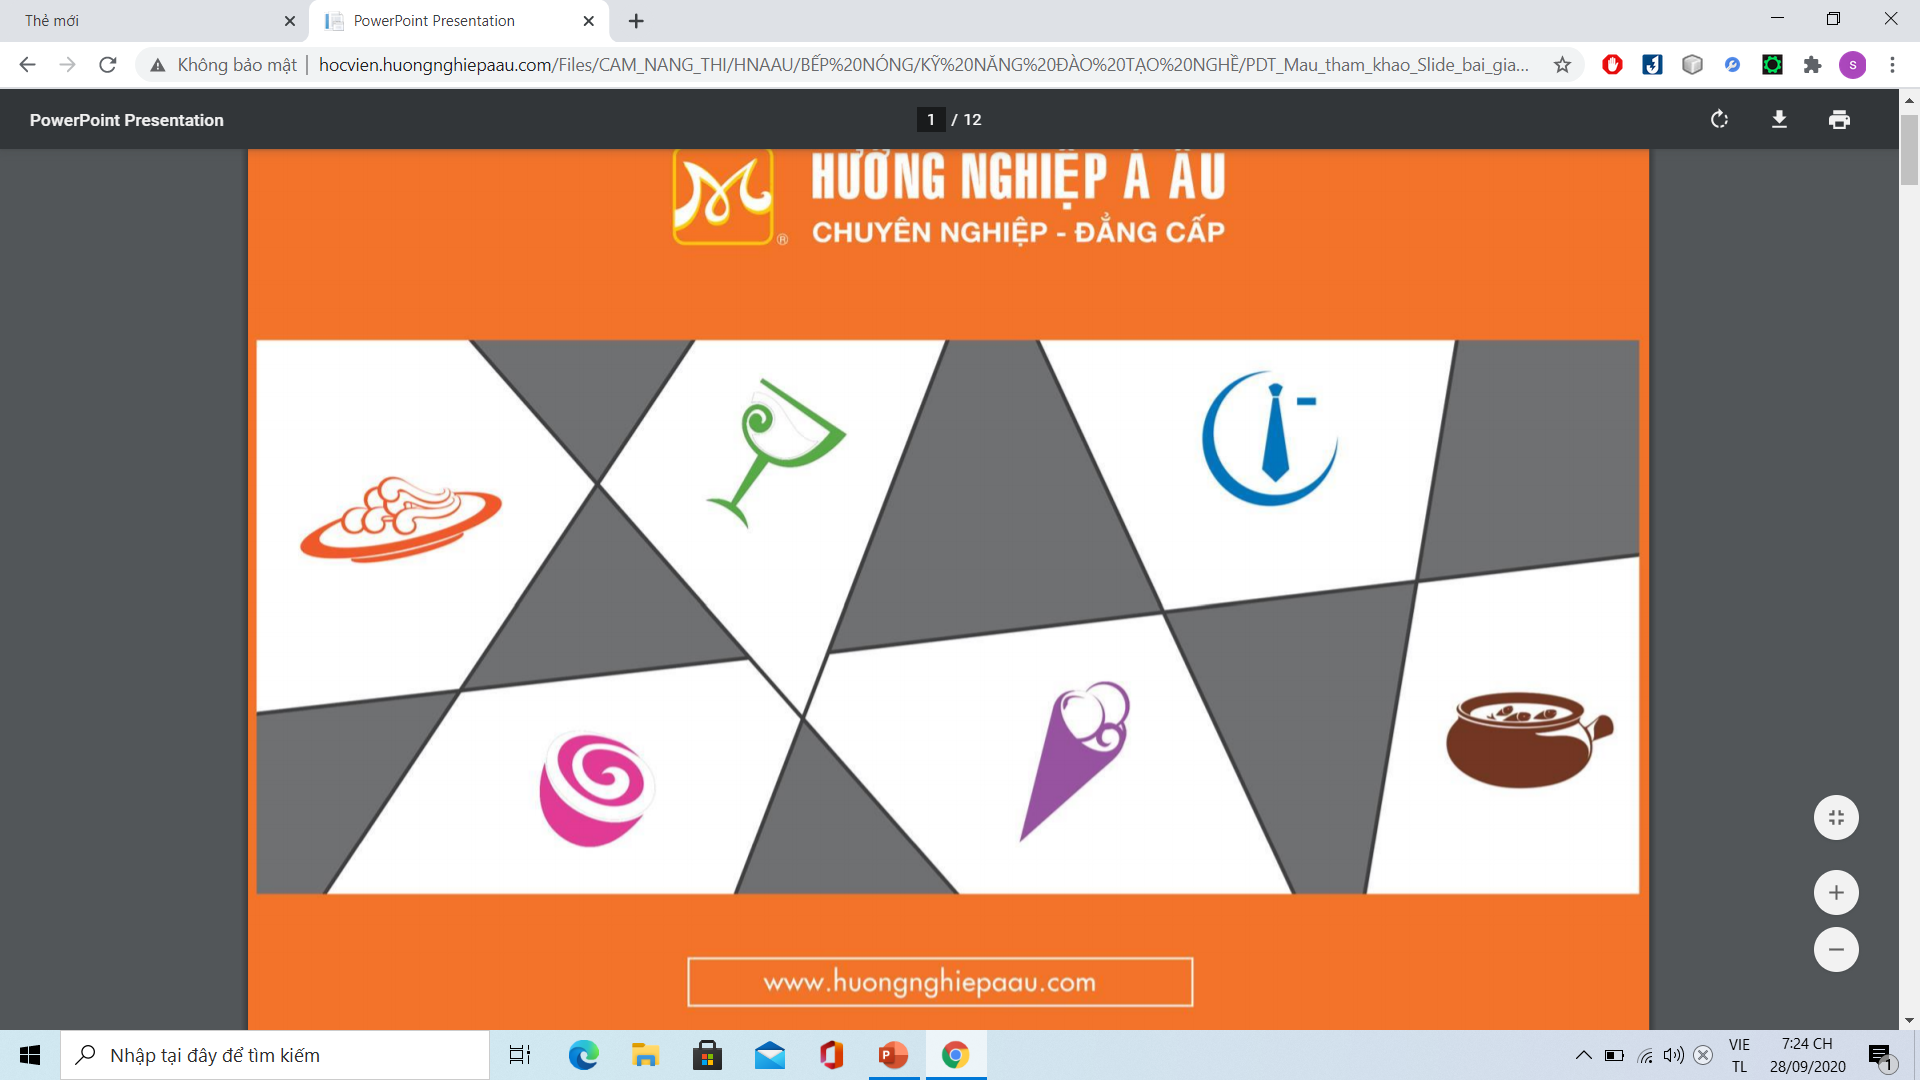 Thẻ mới
PowerPoint Presentation
Không bảo mật | hocvien.huongnghiepaau.com/Files/CAM_NANG_THI/HNAAU/BẾP%20NÓNG/KỸ%20NĂNG%20ĐÀO%20TẠO%20NGHỀ/PDT_Mau_tham_khao_Slide_bai_gia...
S
PowerPoint Presentation
1 / 12
HƯỚNG NGHIỆP Á ÂU
®
CHUYÊN NGHIỆP - ĐẲNG CẤP
www.huongnghiepaau.com
Nhập tại đây để tìm kiếm
P
VIE
TL
7:24 CH
28/09/2020
1